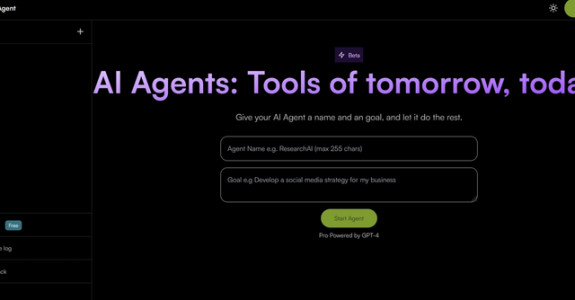 Agent
Beta
AI Agents: Tools of tomorrow,
Give your AI Agent a name and an goal, and let it do the rest.
Agent Name e.g. ResearchAI (max 255 chars)
Goal e.g Develop a social media strategy for my business
Start Agent
Pro Powered by GPT-4
Free
log